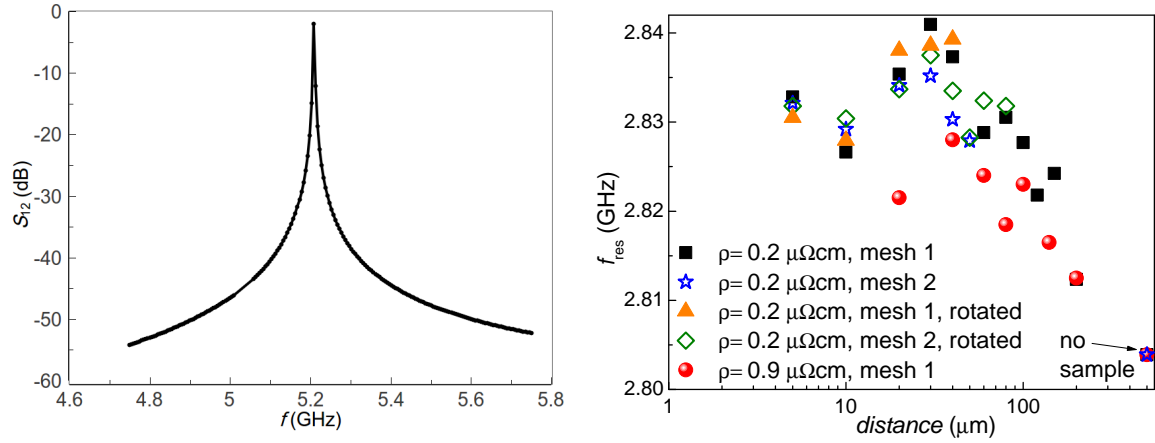 0
-10
-20
-30
-40
-50
-60
S12 (dB)
4.6 4.8 5 5.2 5.4 5.6 5.8
f (GHz)
2.84
2.83
2.82
2.81
2.80
fres (GHz)
ρ= 0.2 μΩcm, mesh 1
ρ= 0.2 μΩcm, mesh 2
ρ= 0.2 μΩcm, mesh 1, rotated
ρ= 0.2 μΩcm, mesh 2, rotated
ρ= 0.9 μΩcm, mesh 1
no
sample
1 10 100
distance (μm)